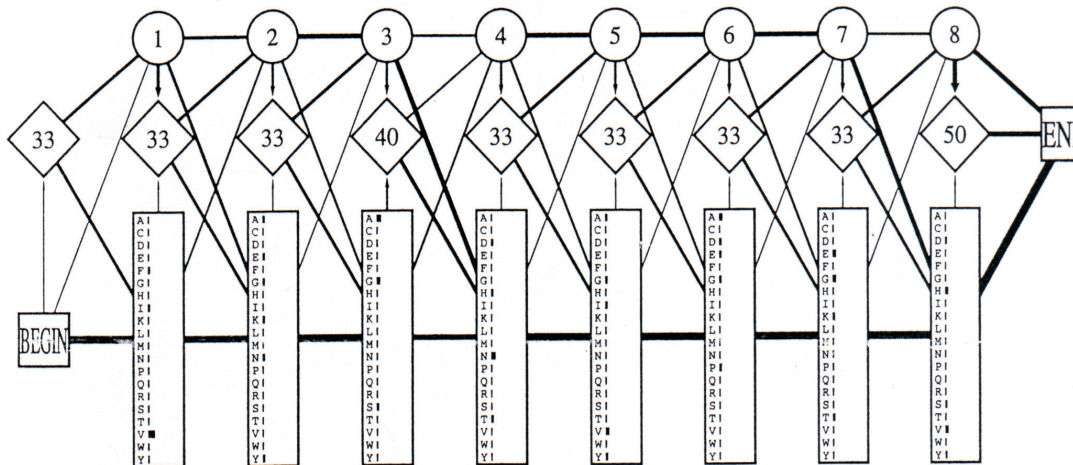 1 2 3 4 5 6 7 8
33 33 33 40 33 33 33 33 50 EN
A A A A A A A A
C C C C C C C C
D D D D D D D D
E E E E E E E E
F F F F F F F F
G G G G G G G G
H H H H H H H H
I I I I I I I I
K K K K K K K K
L L L L L L L L
BEGIN M M M M M M M M
N N N N N N N N
P P P P P P P P
Q Q Q Q Q Q Q Q
R R R R R R R R
S S S S S S S S
T T T T T T T T
V V V V V V V V
W W W W W W W W
Y Y Y Y Y Y Y Y